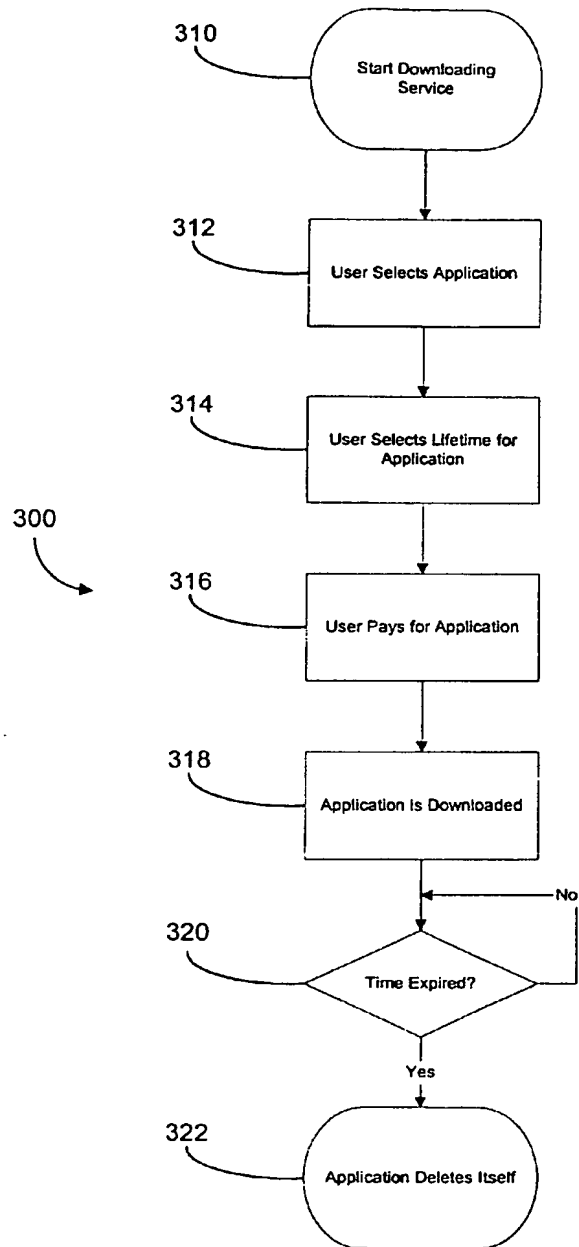 310
Start Downloading
Service
312
User Selects Application
314
User Selects Lifetime for
Application
300
316
User Pays for Application
318
Application Is Downloaded
No
320
Time Expired?
Yes
322
Application Deletes Itself